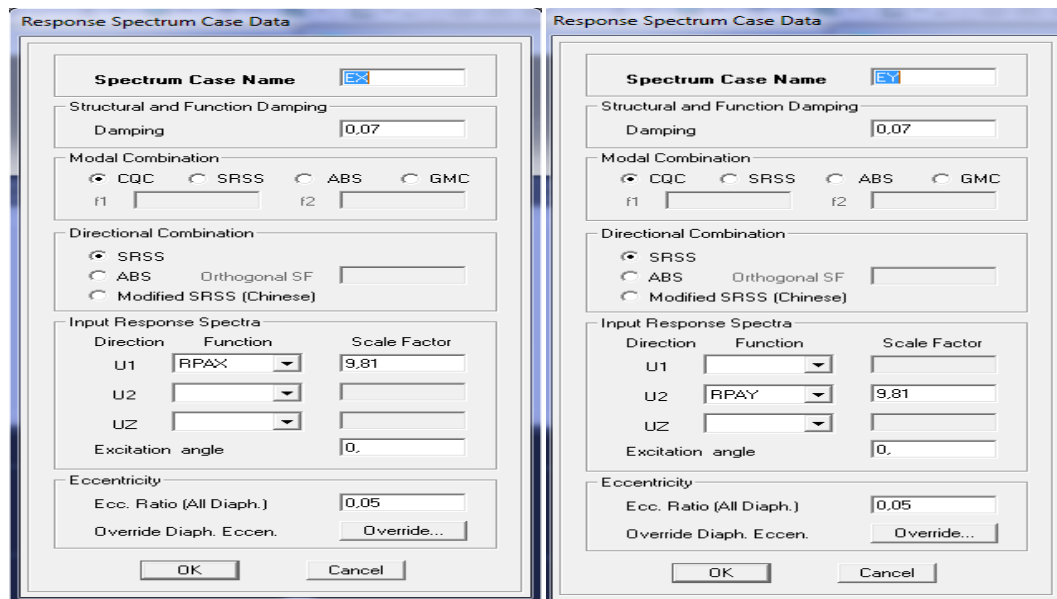 Response Spectrum Case Data
Spectrum Case Name EX
Structural and Function Damping
Damping 0,07
Modal Combination
CQC SRSS ABS GMC
f1 f2
Directional Combination
SRSS
ABS Orthogonal SF
Modified SRSS (Chinese)
Input Response Spectra
Direction Function Scale Factor
U1 RPAX 9,81
U2
UZ
Excitation angle 0,
Eccentricity
Ecc. Ratio (All Diaph.) 0,05
Override Diaph. Eccen. Override...
OK Cancel
Response Spectrum Case Data
Spectrum Case Name EY
Structural and Function Damping
Damping 0,07
Modal Combination
CQC SRSS ABS GMC
f1 f2
Directional Combination
SRSS
ABS Orthogonal SF
Modified SRSS (Chinese)
Input Response Spectra
Direction Function Scale Factor
U1
U2 RPAY 9,81
UZ
Excitation angle 0,
Eccentricity
Ecc. Ratio (All Diaph.) 0,05
Override Diaph. Eccen. Override...
OK Cancel